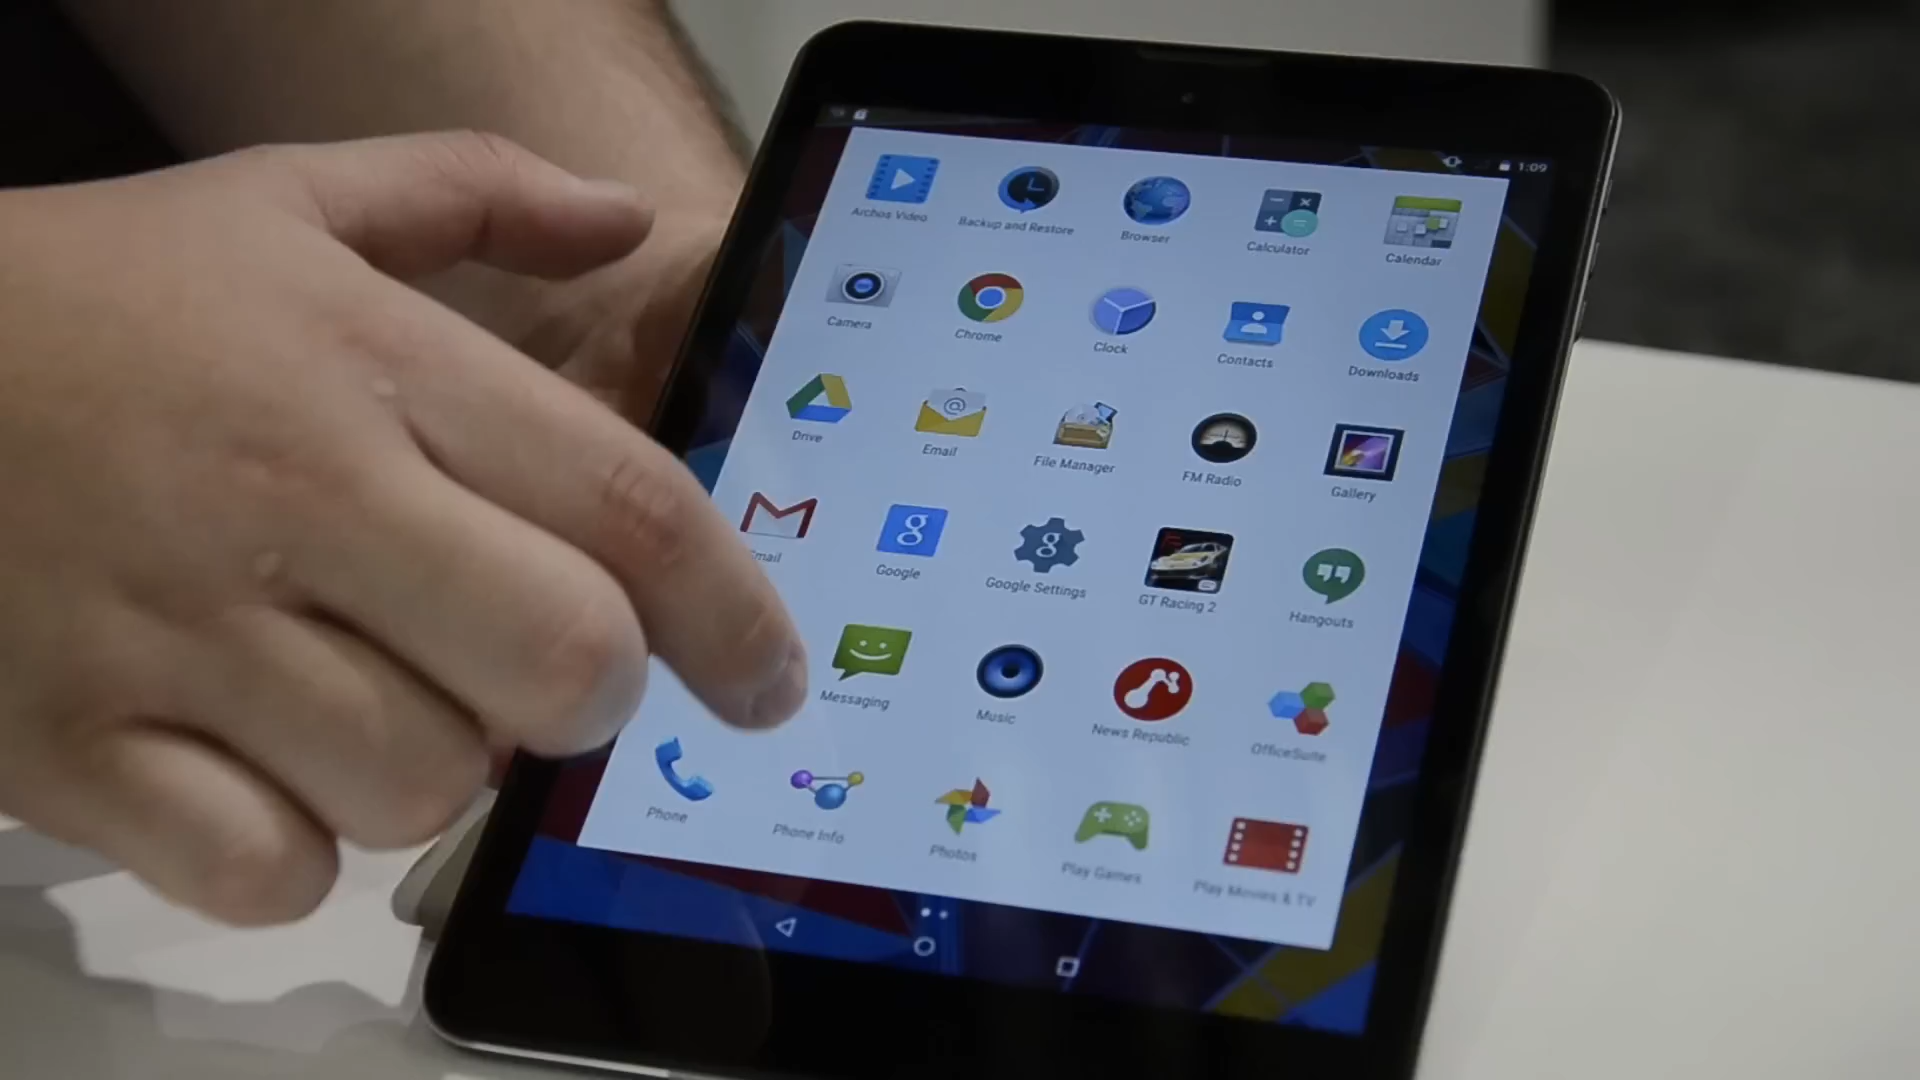 1:09
Archos Video
Backup and Restore
Browser
Calculator
Calendar
Camera
Chrome
Clock
Contacts
Downloads
Drive
Email
File Manager
FM Radio
Gallery
mail
Google
Google Settings
GT Racing 2
Hangouts
Messaging
Music
News Republic
OfficeSuite
Phone
Phone Info
Photos
Play Games
Play Movies & TV